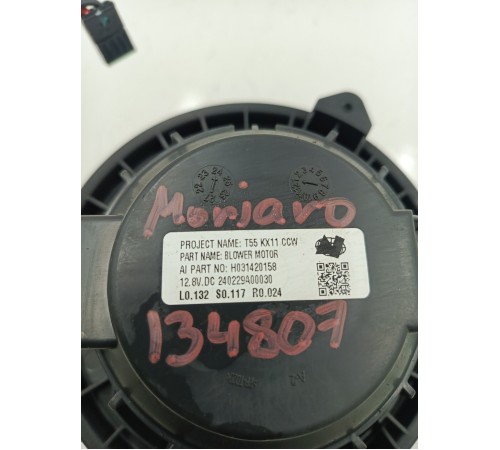 Monjaro
PROJECT NAME: T55 KX11 CCW
PART NAME: BLOWER MOTOR
AI PART NO: H031420158
12.8V.DC 240229A00030
L0.132 S0.117 R0.024
134807